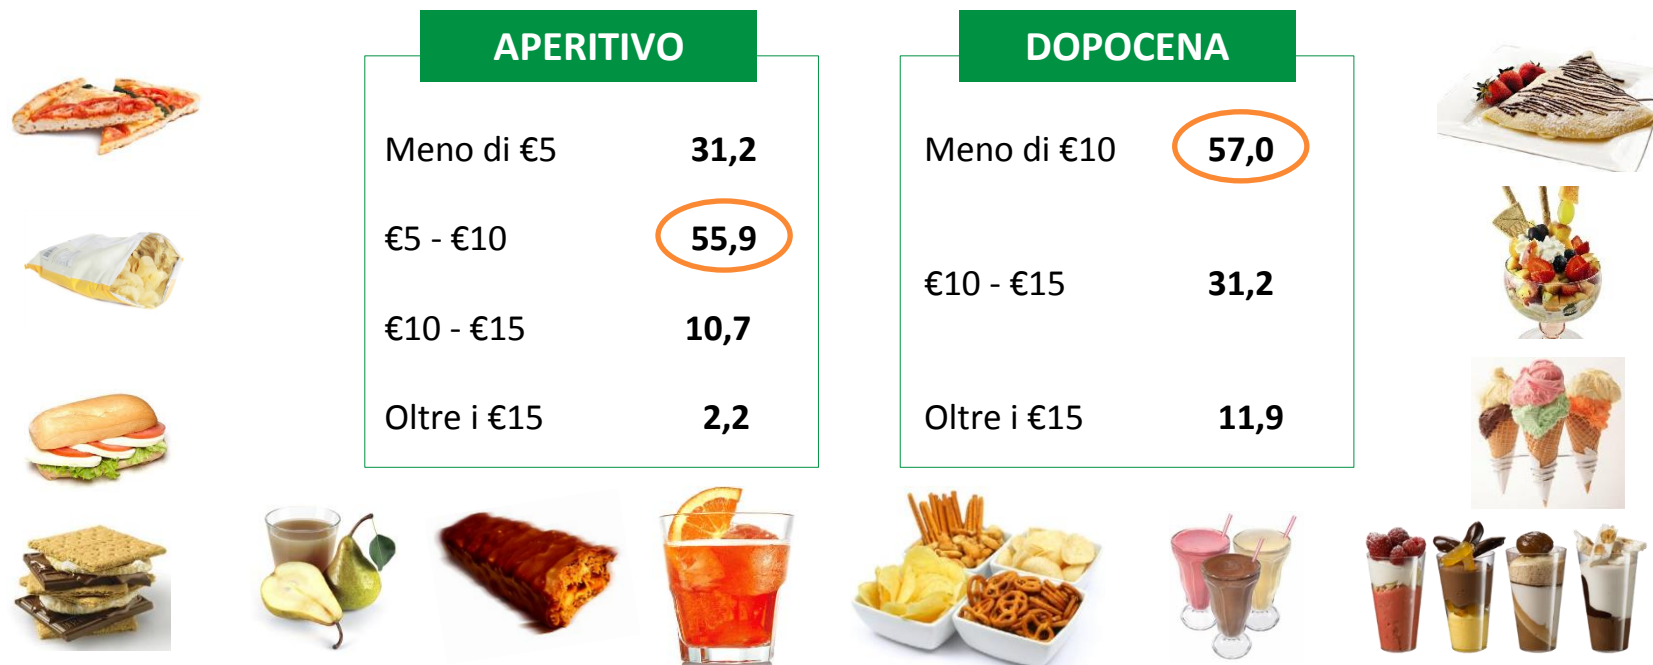 APERITIVO
Meno di €5 31,2
€5 - €10 55,9
€10 - €15 10,7
Oltre i €15 2,2
DOPOCENA
Meno di €10 57,0
€10 - €15 31,2
Oltre i €15 11,9